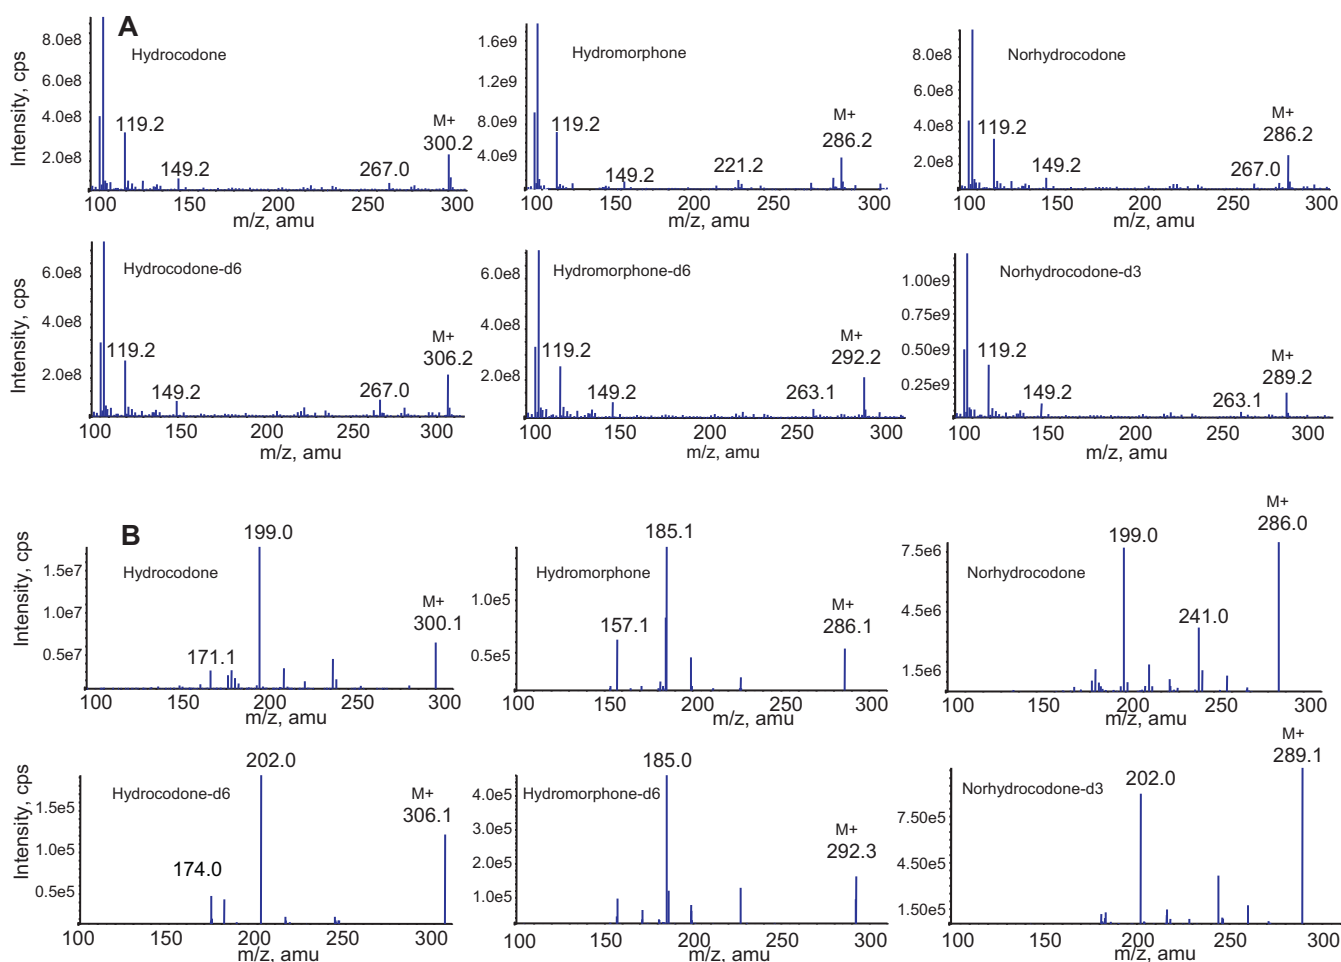 A
Hydrocodone
Intensity, cps
8.0e8
6.0e8
4.0e8
2.0e8
119.2
149.2
267.0
M+
300.2
100 150 200 250 300
m/z, amu
Hydromorphone
1.6e9
1.2e9
8.0e9
4.0e9
119.2
149.2
221.2
M+
286.2
100 150 200 250 300
m/z, amu
Norhydrocodone
8.0e8
6.0e8
4.0e8
2.0e8
119.2
149.2
267.0
M+
286.2
100 150 200 250 300
m/z, amu
Hydrocodone-d6
Intensity, cps
6.0e8
4.0e8
2.0e8
119.2
149.2
267.0
M+
306.2
100 150 200 250 300
m/z, amu
Hydromorphone-d6
6.0e8
4.0e8
2.0e8
119.2
149.2
263.1
M+
292.2
100 150 200 250 300
m/z, amu
Norhydrocodone-d3
1.00e9
0.75e9
0.50e9
0.25e9
119.2
149.2
263.1
M+
289.2
100 150 200 250 300
m/z, amu
B
Hydrocodone
Intensity, cps
1.5e7
1.0e7
0.5e7
171.1
199.0
M+
300.1
100 150 200 250 300
m/z, amu
Hydromorphone
1.0e5
0.5e5
157.1
185.1
M+
286.1
100 150 200 250 300
m/z, amu
Norhydrocodone
7.5e6
4.5e6
1.5e6
199.0
241.0
M+
286.0
100 150 200 250 300
m/z, amu
Hydrocodone-d6
Intensity, cps
1.5e5
1.0e5
0.5e5
174.0
202.0
M+
306.1
100 150 200 250 300
m/z, amu
Hydromorphone-d6
4.0e5
3.0e5
2.0e5
1.0e5
185.0
M+
292.3
100 150 200 250 300
m/z, amu
Norhydrocodone-d3
7.50e5
4.50e5
1.50e5
202.0
M+
289.1
100 150 200 250 300
m/z, amu